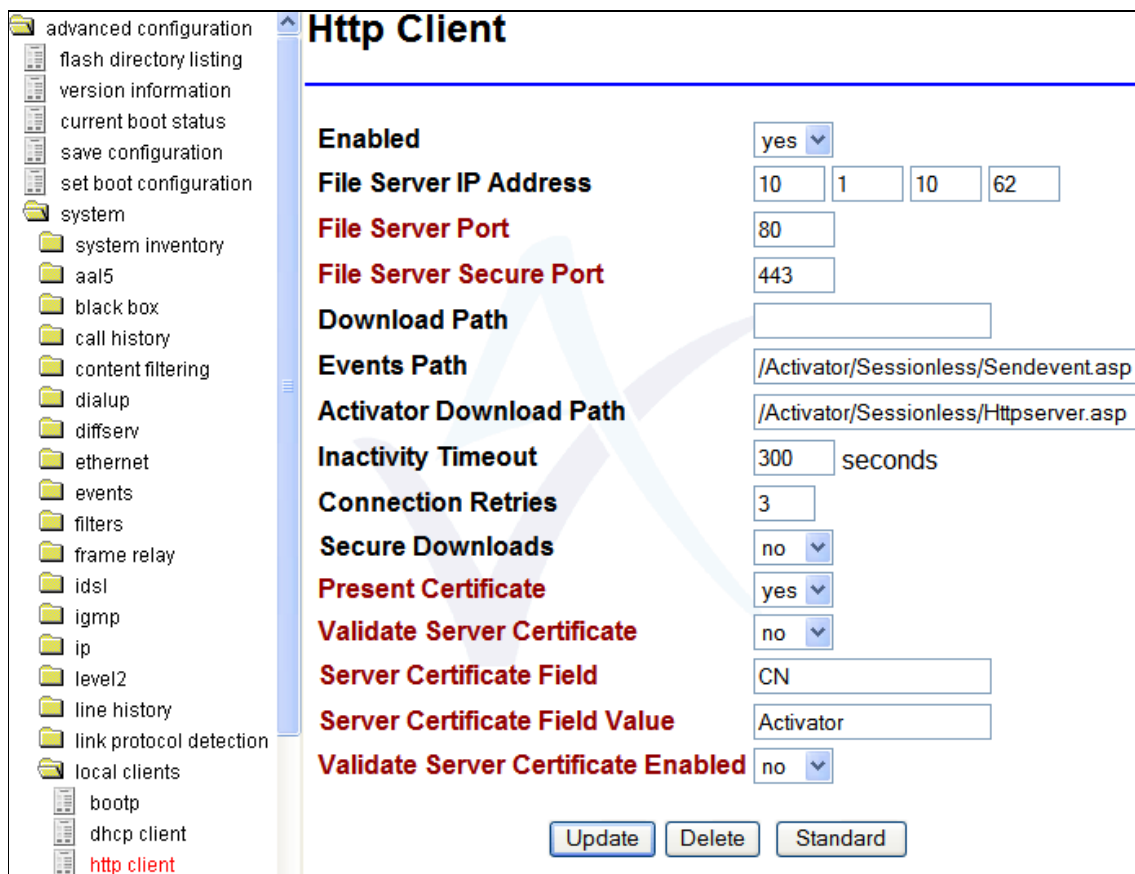 advanced configuration
flash directory listing
version information
current boot status
save configuration
set boot configuration
system
system inventory
aal5
black box
call history
content filtering
dialup
diffserv
ethernet
events
filters
frame relay
idsl
igmp
ip
level2
line history
link protocol detection
local clients
bootp
dhcp client
http client
Http Client
Enabled yes
File Server IP Address 10 1 10 62
File Server Port 80
File Server Secure Port 443
Download Path
Events Path /Activator/Sessionless/Sendevent.asp
Activator Download Path /Activator/Sessionless/Httpserver.asp
Inactivity Timeout 300 seconds
Connection Retries 3
Secure Downloads no
Present Certificate yes
Validate Server Certificate no
Server Certificate Field CN
Server Certificate Field Value Activator
Validate Server Certificate Enabled no
Update Delete Standard